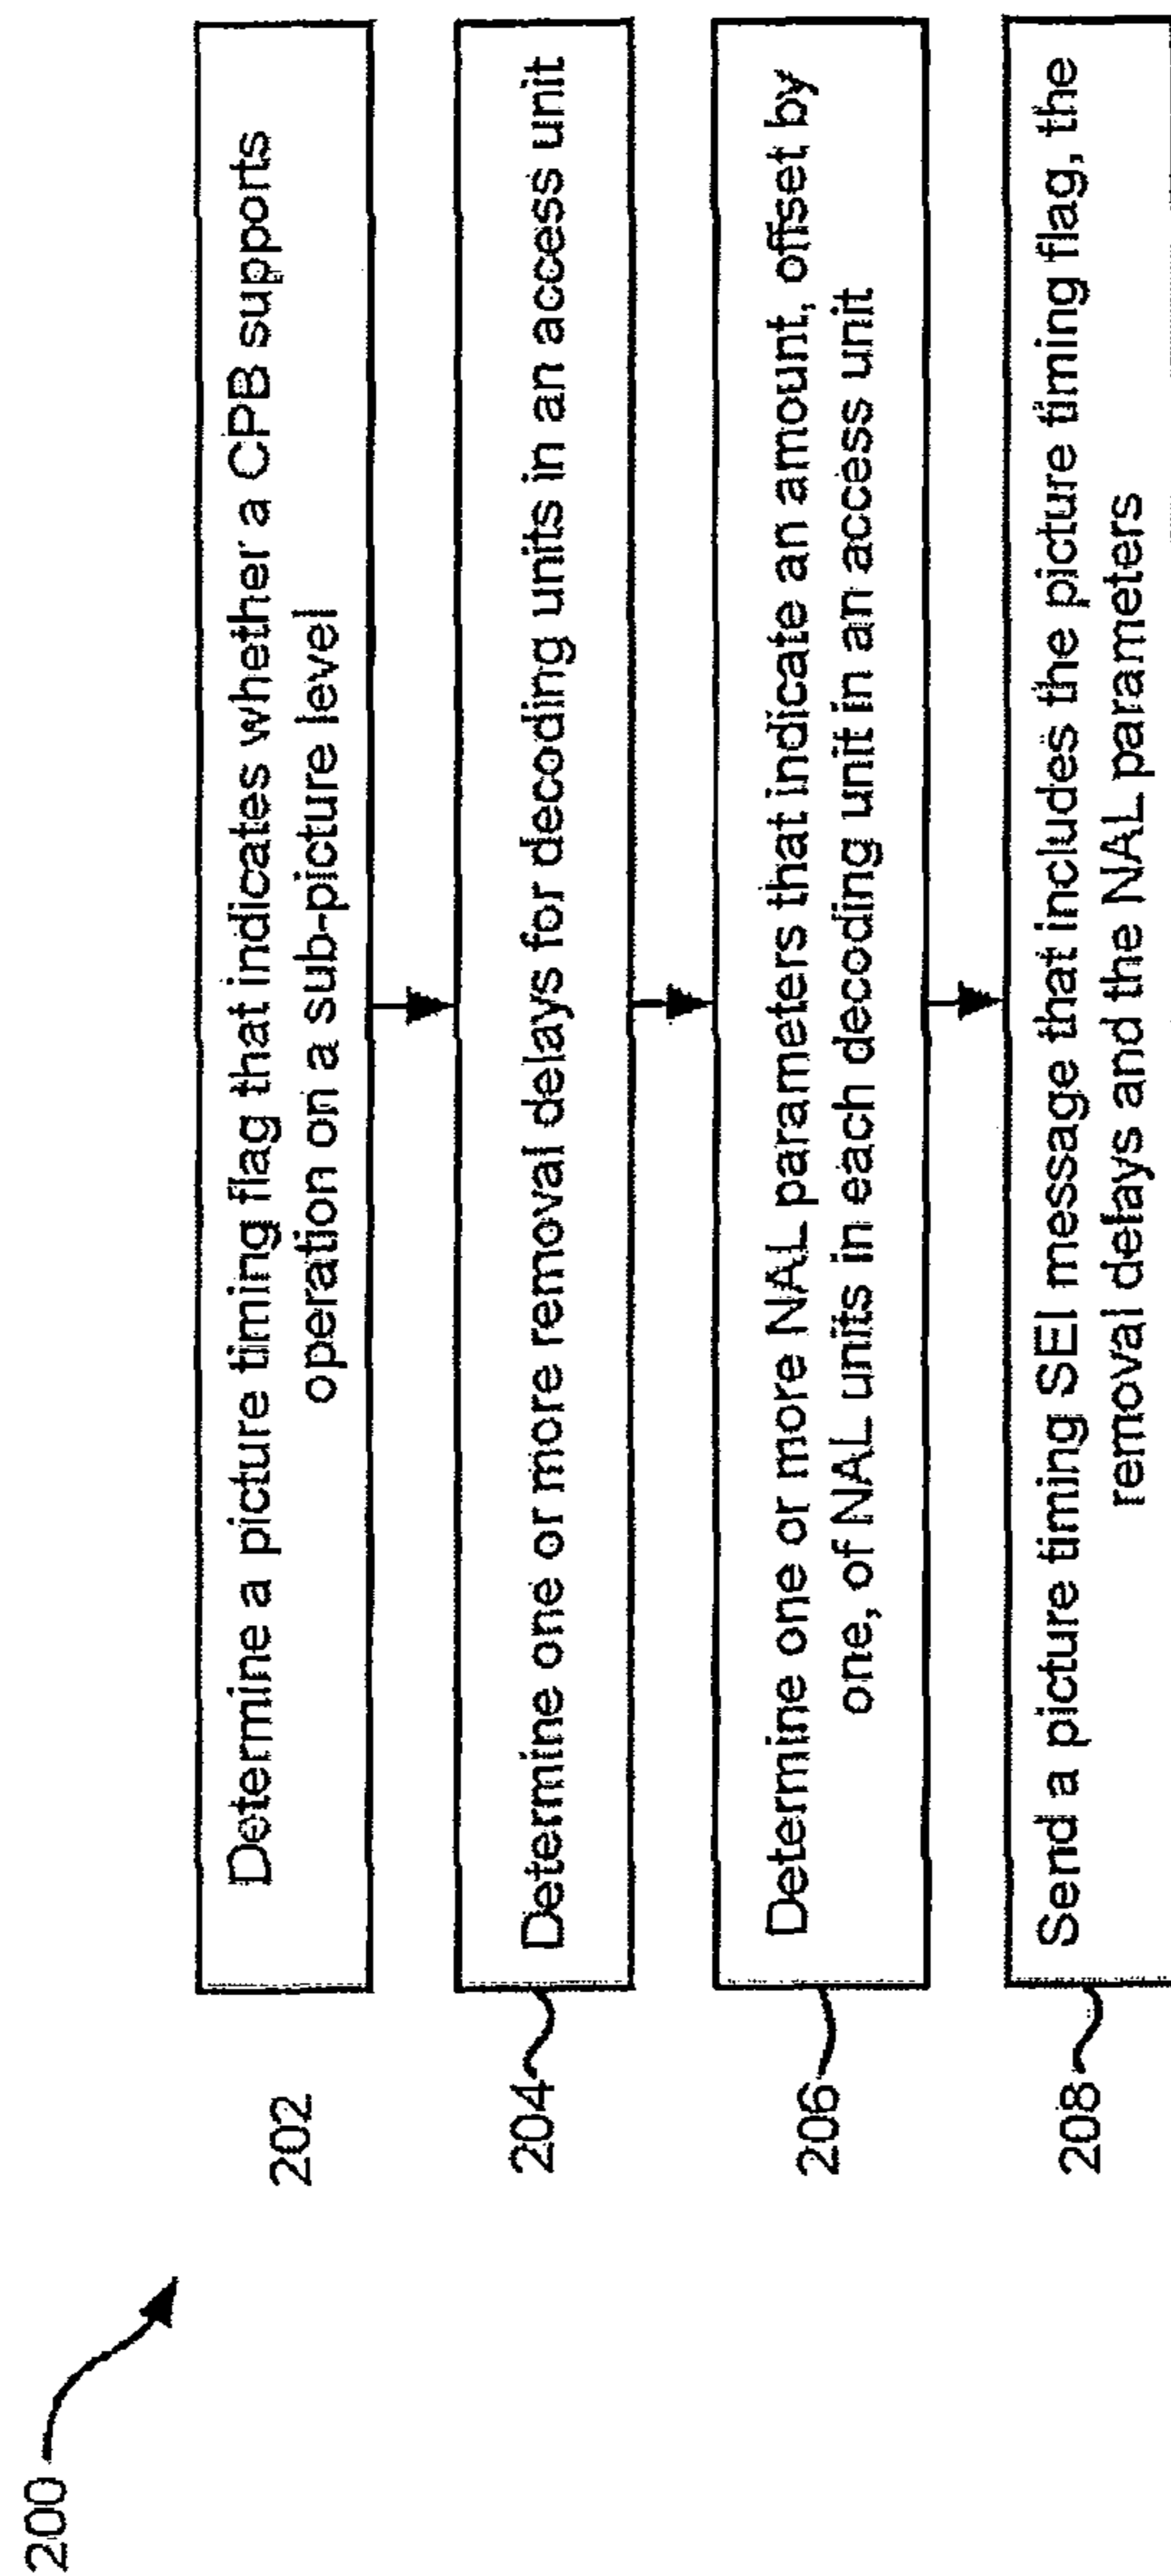 200
202
Determine a picture timing flag that indicates whether a CPB supports
operation on a sub-picture level
204
Determine one or more removal delays for decoding units in an access unit
206
Determine one or more NAL parameters that indicate an amount, offset by
one, of NAL units in each decoding unit in an access unit
208
Send a picture timing SEI message that includes the picture timing flag, the
removal delays and the NAL parameters